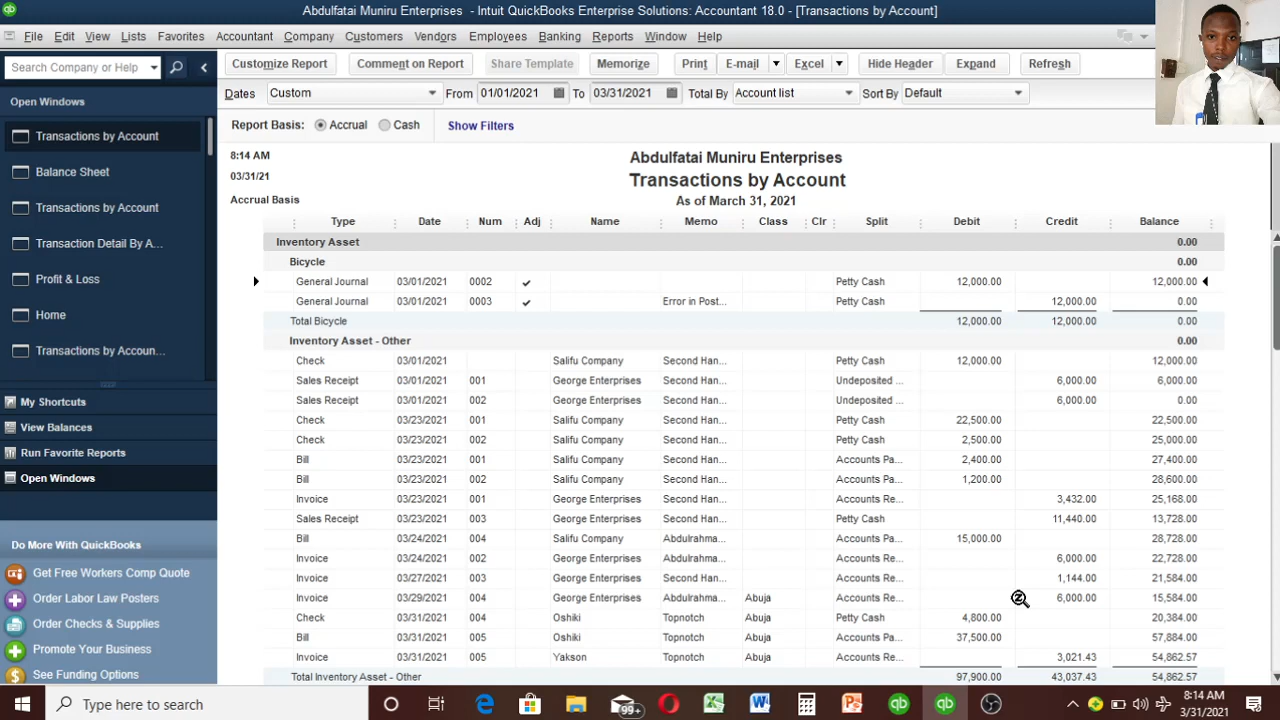 Abdulfatai Muniru Enterprises - Intuit QuickBooks Enterprise Solutions: Accountant 18.0 - [Transactions by Account]
File Edit View Lists Favorites Accountant Company Customers Vendors Employees Banking Reports Window Help
Search Company or Help
Customize Report Comment on Report Share Template Memorize Print E-mail Excel Hide Header Expand Refresh
Open Windows
Dates Custom From 01/01/2021 To 03/31/2021 Total By Account list Sort By Default
Transactions by Account
Report Basis: Accrual Cash Show Filters
Balance Sheet
Transactions by Account
Transaction Detail By A...
Profit & Loss
Home
Transactions by Accoun...
My Shortcuts
View Balances
Run Favorite Reports
Open Windows
Do More With QuickBooks
Get Free Workers Comp Quote
Order Labor Law Posters
Order Checks & Supplies
Promote Your Business
See Funding Options
8:14 AM
03/31/21
Accrual Basis
Abdulfatai Muniru Enterprises
Transactions by Account
As of March 31, 2021
Type Date Num Adj Name Memo Class Clr Split Debit Credit Balance
Inventory Asset 0.00
Bicycle 0.00
General Journal 03/01/2021 0002 ✓ Petty Cash 12,000.00 12,000.00
General Journal 03/01/2021 0003 ✓ Error in Post... Petty Cash 12,000.00 0.00
Total Bicycle 12,000.00 12,000.00 0.00
Inventory Asset - Other 0.00
Check 03/01/2021 Salifu Company Second Han... Petty Cash 12,000.00 12,000.00
Sales Receipt 03/01/2021 001 George Enterprises Second Han... Undeposited ... 6,000.00 6,000.00
Sales Receipt 03/01/2021 002 George Enterprises Second Han... Undeposited ... 6,000.00 0.00
Check 03/23/2021 001 Salifu Company Second Han... Petty Cash 22,500.00 22,500.00
Check 03/23/2021 002 Salifu Company Second Han... Petty Cash 2,500.00 25,000.00
Bill 03/23/2021 001 Salifu Company Second Han... Accounts Pa... 2,400.00 27,400.00
Bill 03/23/2021 002 Salifu Company Second Han... Accounts Pa... 1,200.00 28,600.00
Invoice 03/23/2021 001 George Enterprises Second Han... Accounts Re... 3,432.00 25,168.00
Sales Receipt 03/23/2021 003 George Enterprises Second Han... Petty Cash 11,440.00 13,728.00
Bill 03/24/2021 004 Salifu Company Abdulrahma... Accounts Pa... 15,000.00 28,728.00
Invoice 03/24/2021 002 George Enterprises Abdulrahma... Accounts Re... 6,000.00 22,728.00
Invoice 03/27/2021 003 George Enterprises Second Han... Accounts Re... 1,144.00 21,584.00
Invoice 03/29/2021 004 George Enterprises Abdulrahma... Abuja Accounts Re... 6,000.00 15,584.00
Check 03/31/2021 004 Oshiki Topnotch Abuja Petty Cash 4,800.00 20,384.00
Bill 03/31/2021 005 Oshiki Topnotch Abuja Accounts Pa... 37,500.00 57,884.00
Invoice 03/31/2021 005 Yakson Topnotch Abuja Accounts Re... 3,021.43 54,862.57
Total Inventory Asset - Other 97,900.00 43,037.43 54,862.57
Type here to search
99+
8:14 AM
3/31/2021